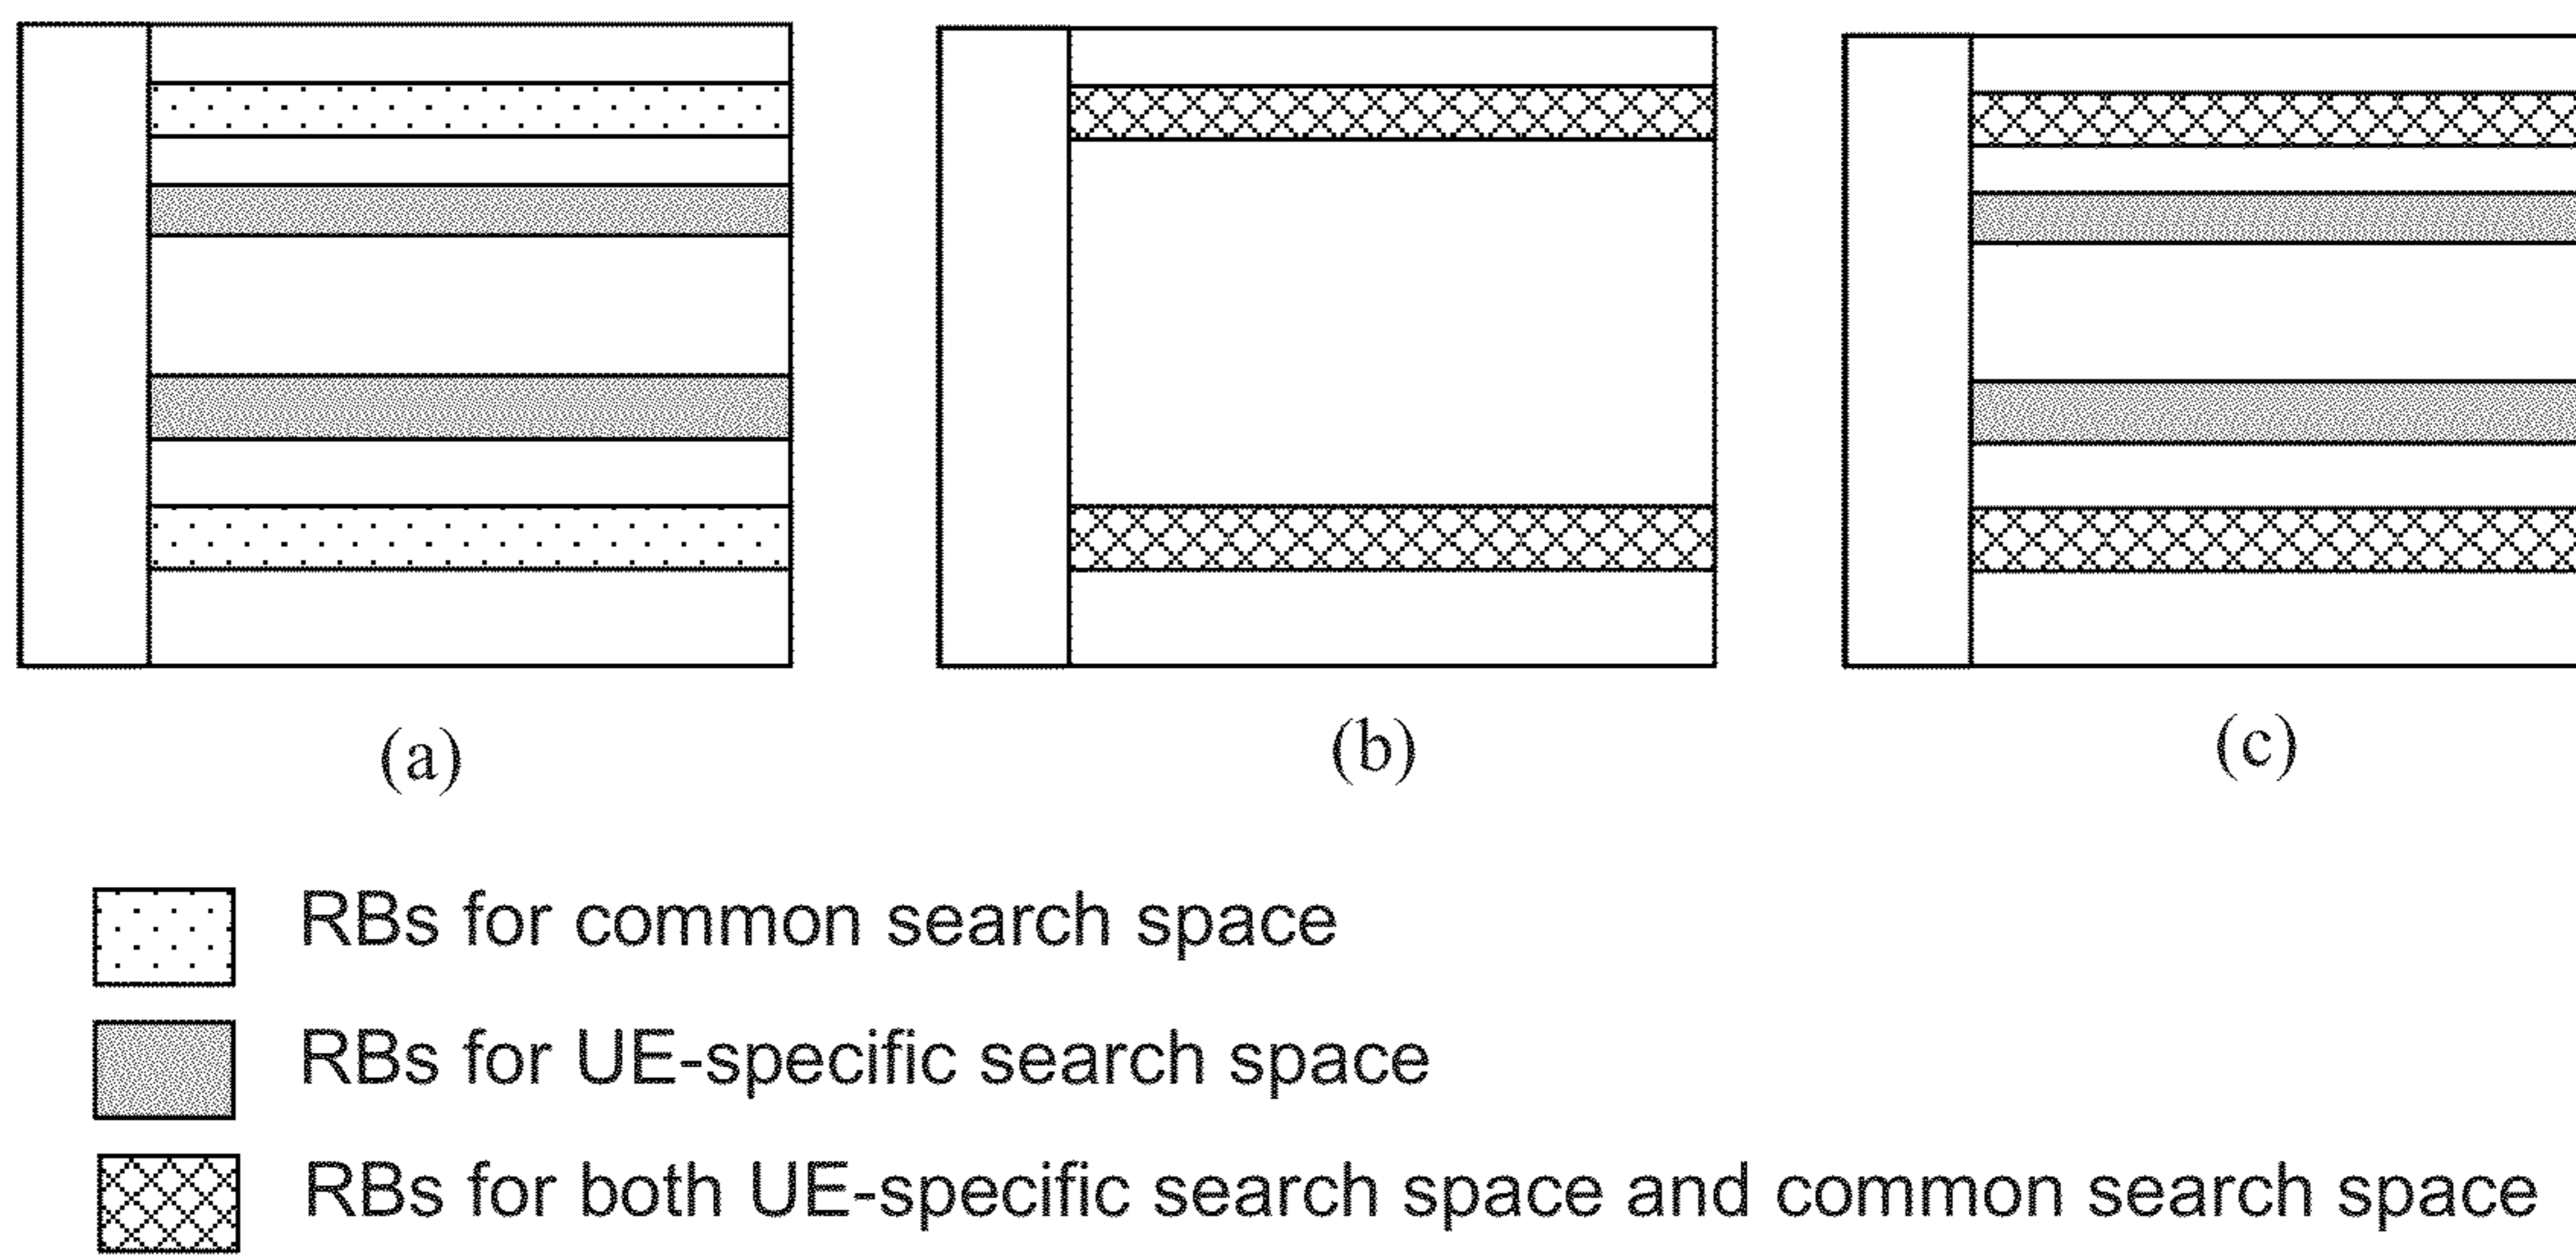 (a)
(b)
(c)
RBs for common search space
RBs for UE-specific search space
RBs for both UE-specific search space and common search space